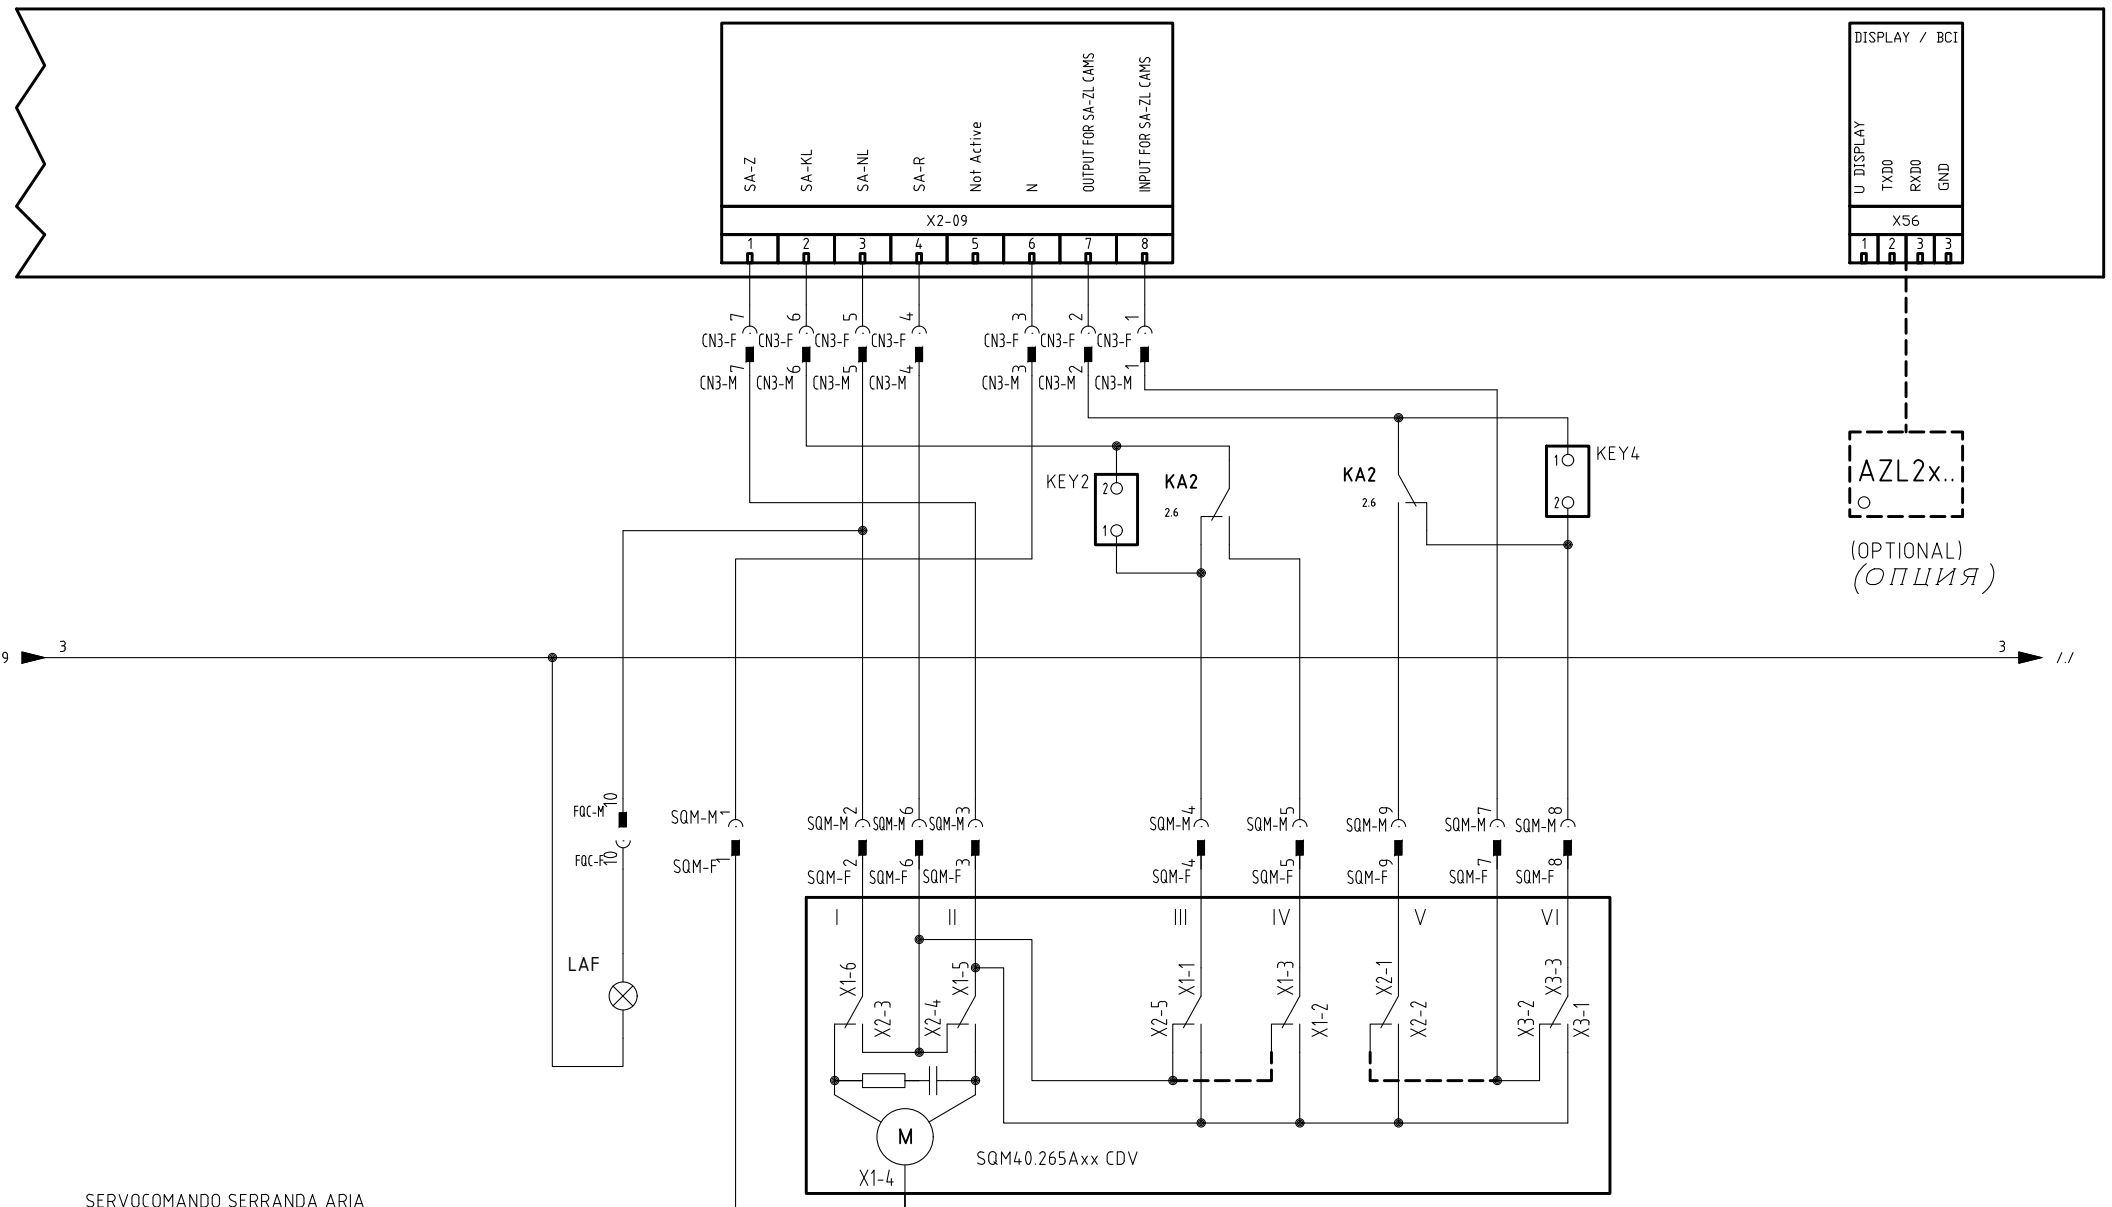 DISPLAY / BCI
SA-Z
SA-KL
SA-NL
SA-R
Not Active
N
OUTPUT FOR SA-ZL CAMS
INPUT FOR SA-ZL CAMS
U DISPLAY
TXD0
RXD0
GND
X2-09
X56
1 2 3 4 5 6 7 8
1 2 3 3
7 6 5 4 3 2 1
CN3-F CN3-F CN3-F CN3-F CN3-F CN3-F CN3-F
7 6 5 4 3 2 1
CN3-M CN3-M CN3-M CN3-M CN3-M CN3-M CN3-M
KEY2
2
1
KA2
2.6
KA2
2.6
1
2
KEY4
AZL2x..
(OPTIONAL)
(ОПЦИЯ)
9
3
3
/./
FQC-M 10
FQC-F 10
SQM-M 1
SQM-M 2
SQM-M 6
SQM-M 3
SQM-M 4
SQM-M 5
SQM-M 9
SQM-M 7
SQM-M 8
SQM-F 1
SQM-F 2
SQM-F 6
SQM-F 3
SQM-F 4
SQM-F 5
SQM-F 9
SQM-F 7
SQM-F 8
I II III IV V VI
LAF
X1-6
X2-3
X2-4
X1-5
X2-5
X1-1
X1-3
X1-2
X2-1
X2-2
X3-2
X3-3
X3-1
M
X1-4
SQM40.265Axx CDV
SERVOCOMANDO SERRANDA ARIA